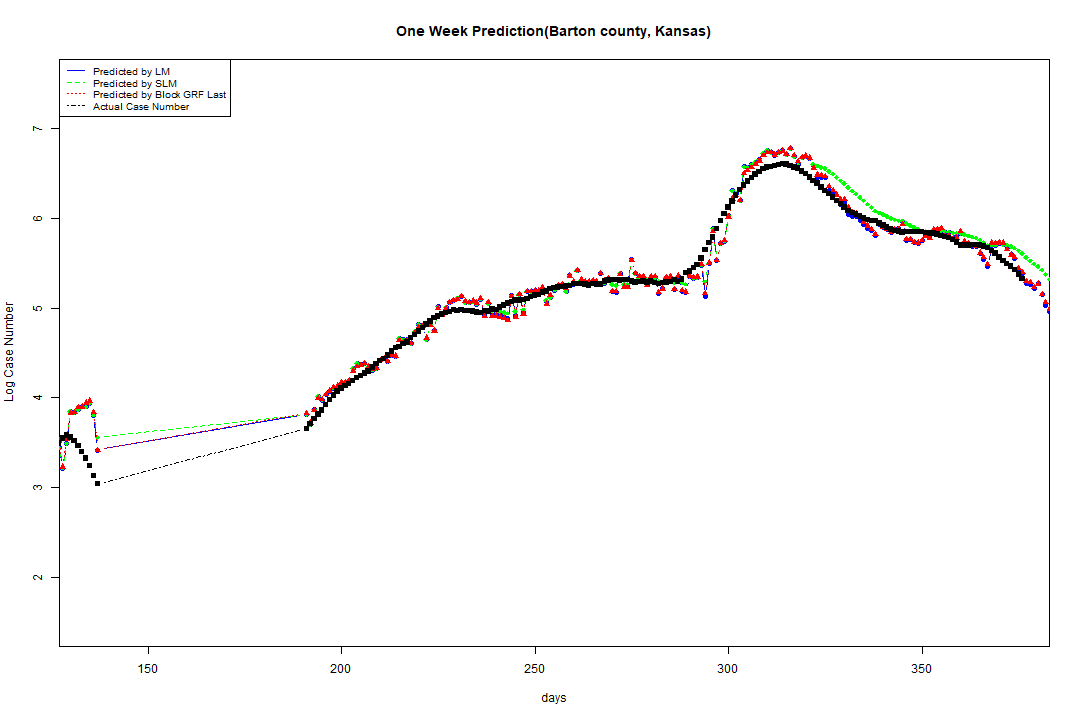 One Week Prediction(Barton county, Kansas)
Predicted by LM
Predicted by SLM
Predicted by Block GRF Last
Actual Case Number
7
6
5
4
3
2
Log Case Number
150 200 250 300 350
days